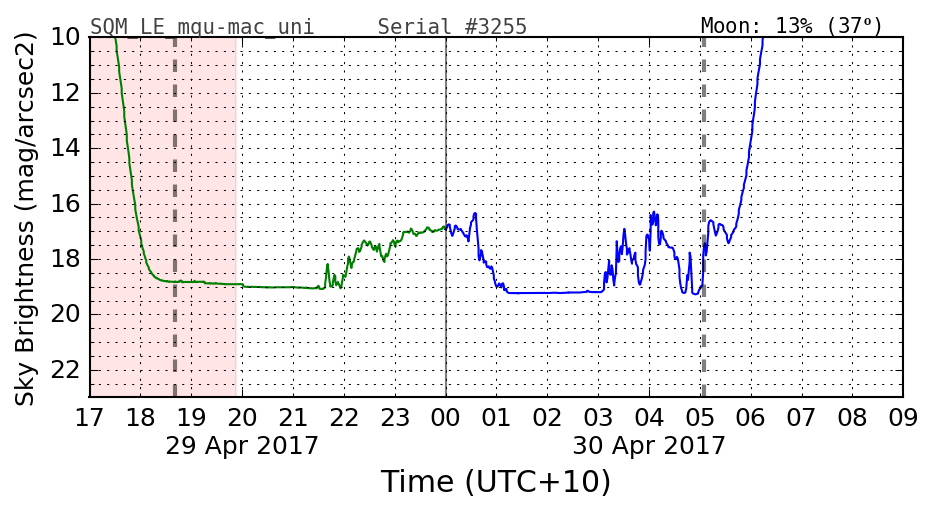 SQM_LE_mqu-mac_uni Serial #3255 Moon: 13% (37°)
10
12
14
16
18
20
22
Sky Brightness (mag/arcsec2)
17 18 19 20 21 22 23 00 01 02 03 04 05 06 07 08 09
29 Apr 2017 30 Apr 2017
Time (UTC+10)